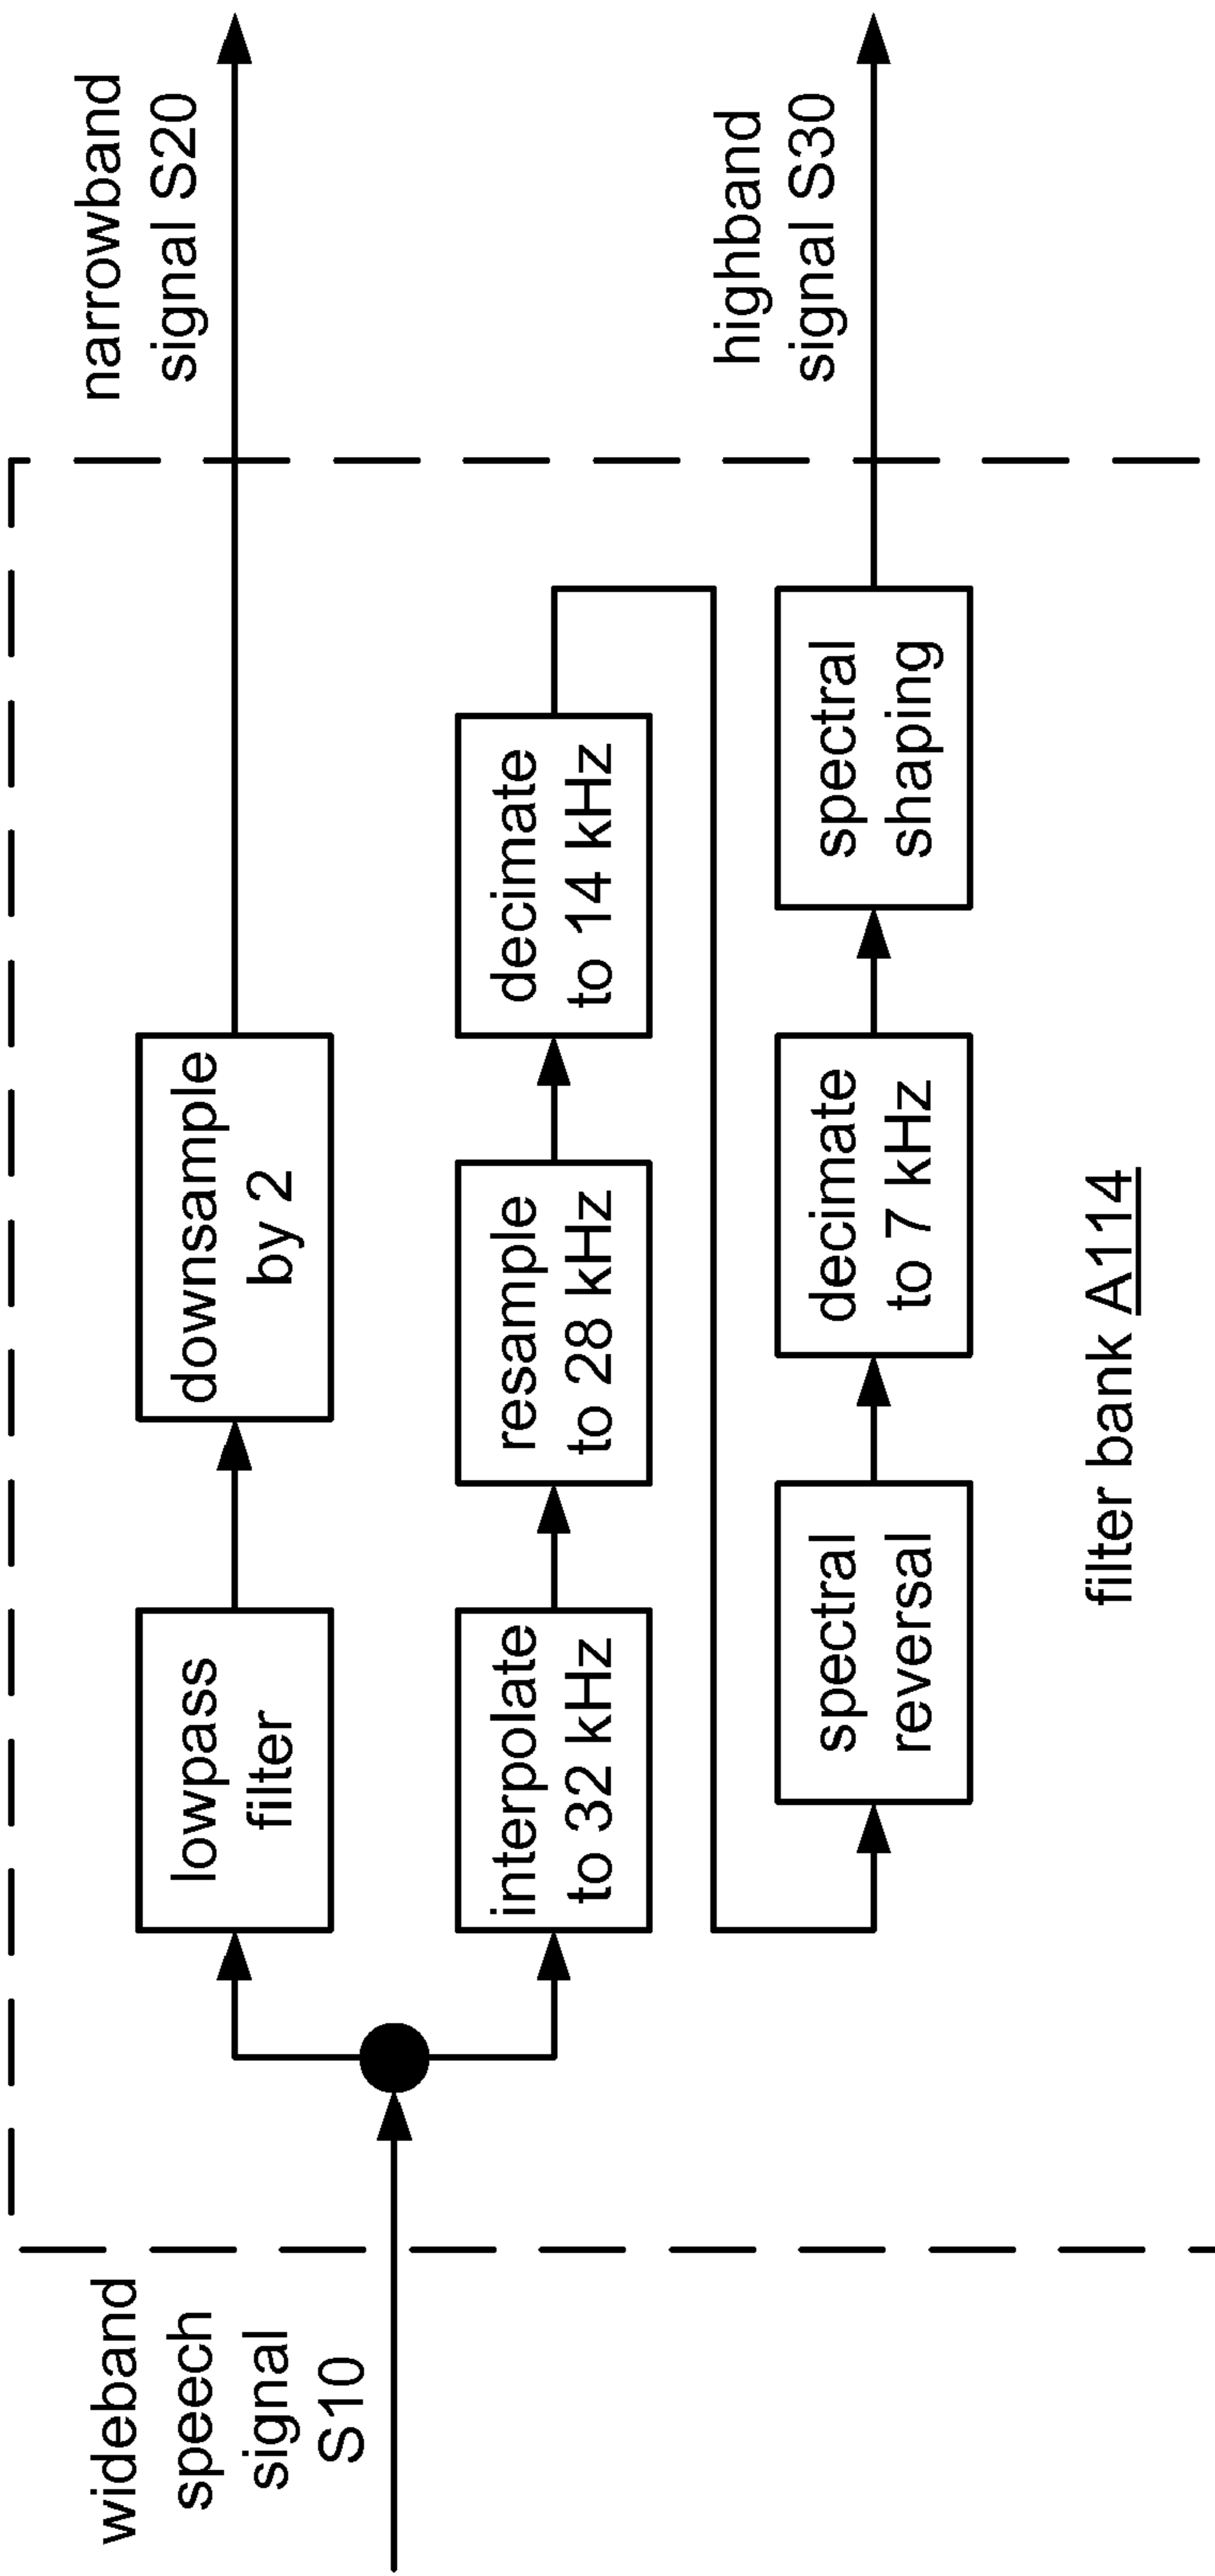 wideband
speech
signal
S10
lowpass
filter
downsample
by 2
narrowband
signal S20
interpolate
to 32 kHz
resample
to 28 kHz
decimate
to 14 kHz
spectral
reversal
decimate
to 7 kHz
spectral
shaping
highband
signal S30
filter bank A114